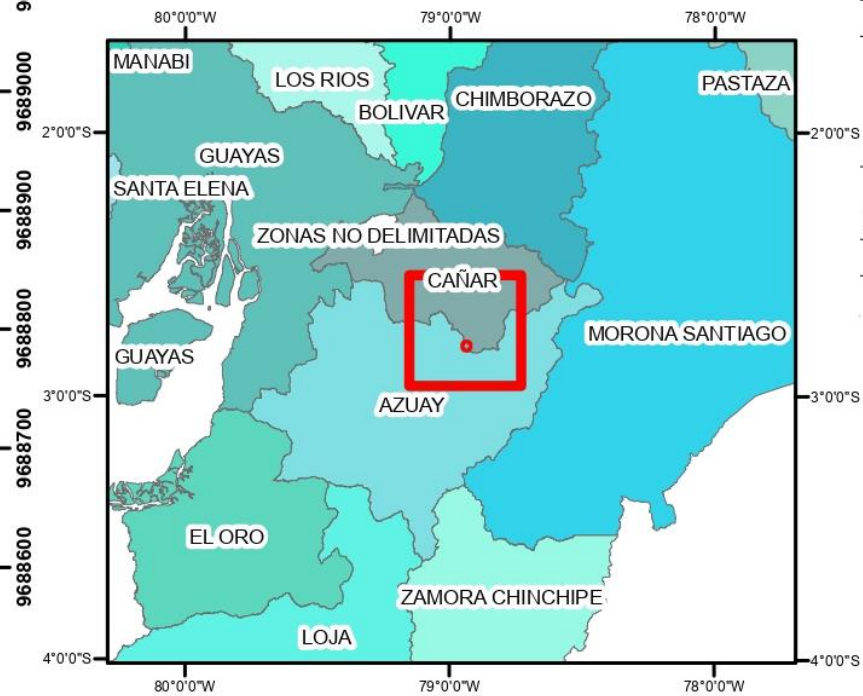 80°0'0"W 79°0'0"W 78°0'0"W
9689000
MANABI
LOS RIOS
PASTAZA
BOLIVAR
CHIMBORAZO
2°0'0"S
2°0'0"S
GUAYAS
9688900
SANTA ELENA
ZONAS NO DELIMITADAS
CAÑAR
9688800
MORONA SANTIAGO
GUAYAS
3°0'0"S
3°0'0"S
AZUAY
9688700
EL ORO
9688600
ZAMORA CHINCHIPE
LOJA
4°0'0"S
4°0'0"S
80°0'0"W 79°0'0"W 78°0'0"W